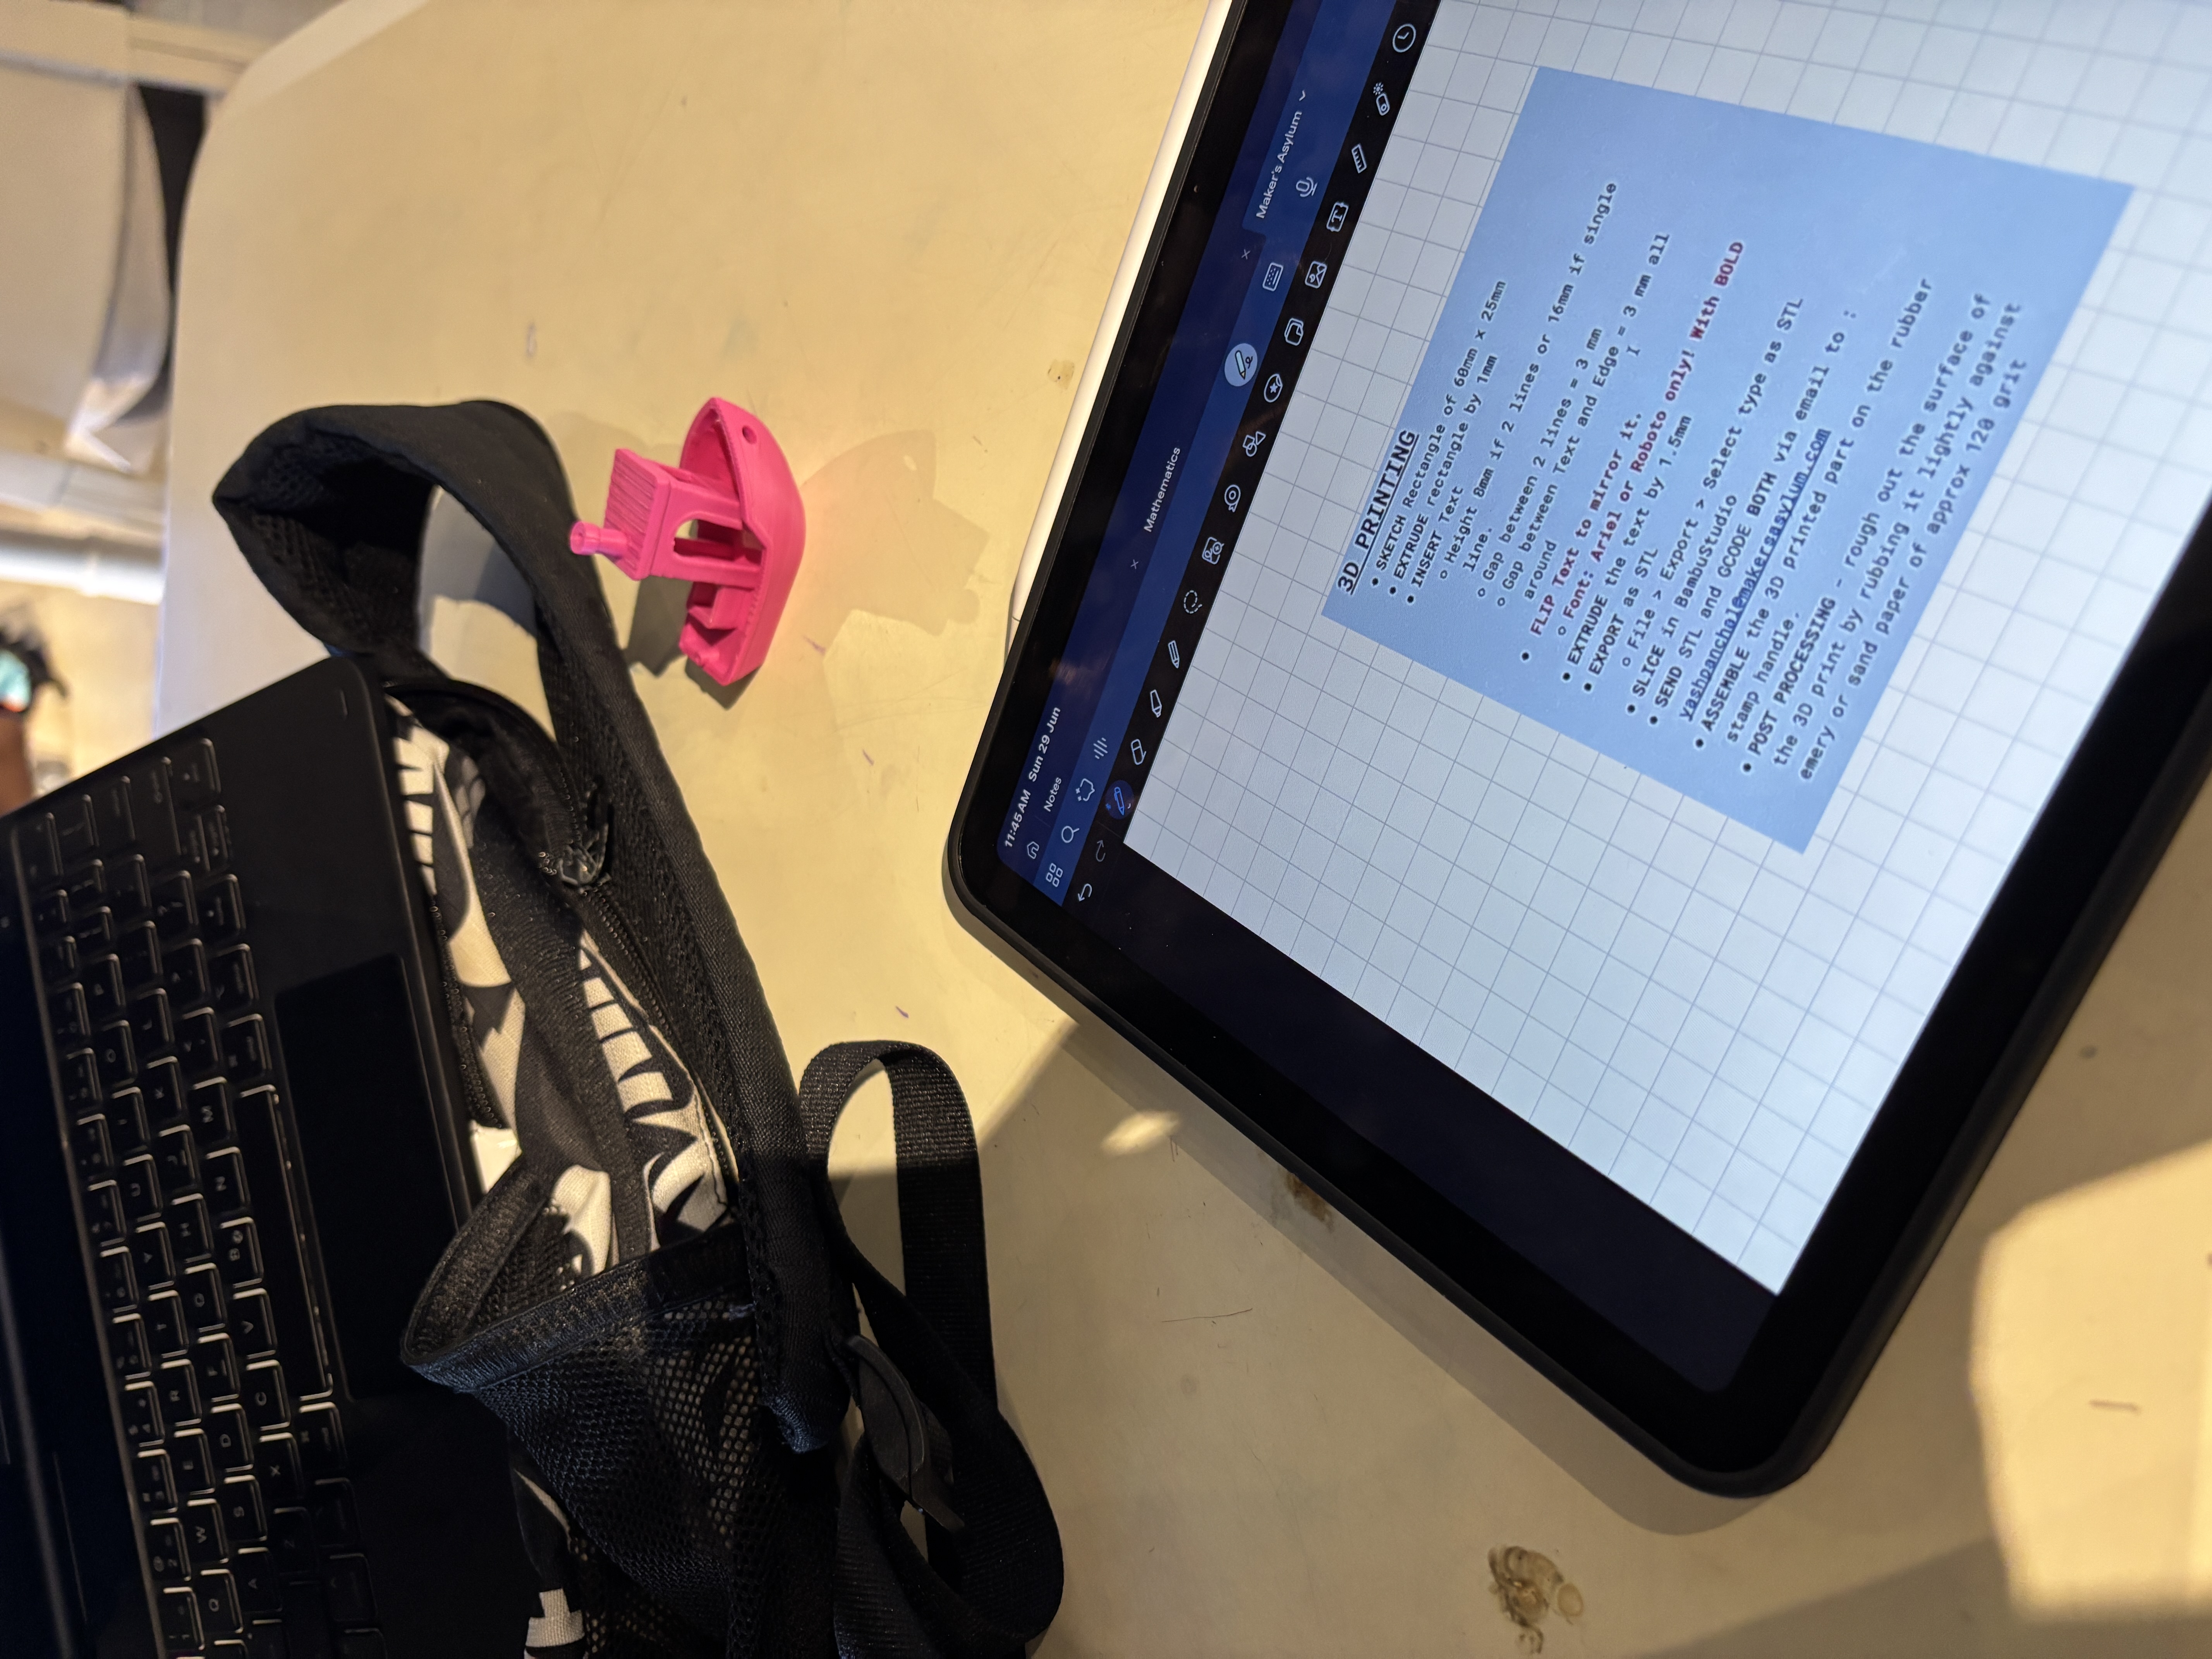 11:45 AM Sun 29 Jun
Notes
Mathematics
Maker's Asylum
3D PRINTING
• SKETCH Rectangle of 60mm x 25mm
• EXTRUDE rectangle by 1mm
• INSERT Text
○ Height 8mm if 2 lines or 16mm if single
line.
○ Gap between 2 lines = 3 mm
○ Gap between Text and Edge = 3 mm all
around
• FLIP Text to mirror it.
○ Font: Ariel or Roboto only! With BOLD
• EXTRUDE the text by 1.5mm
• EXPORT as STL
○ File > Export > Select type as STL
• SLICE in BambuStudio
• SEND STL and GCODE BOTH via email to :
yashpanchal@makersasylum.com
• ASSEMBLE the 3D printed part on the rubber
stamp handle.
• POST PROCESSING - rough out the surface of
the 3D print by rubbing it lightly against
emery or sand paper of approx 120 grit
Q W E R T Y U I O P
A S D F G H J K L
Z X C V B N M